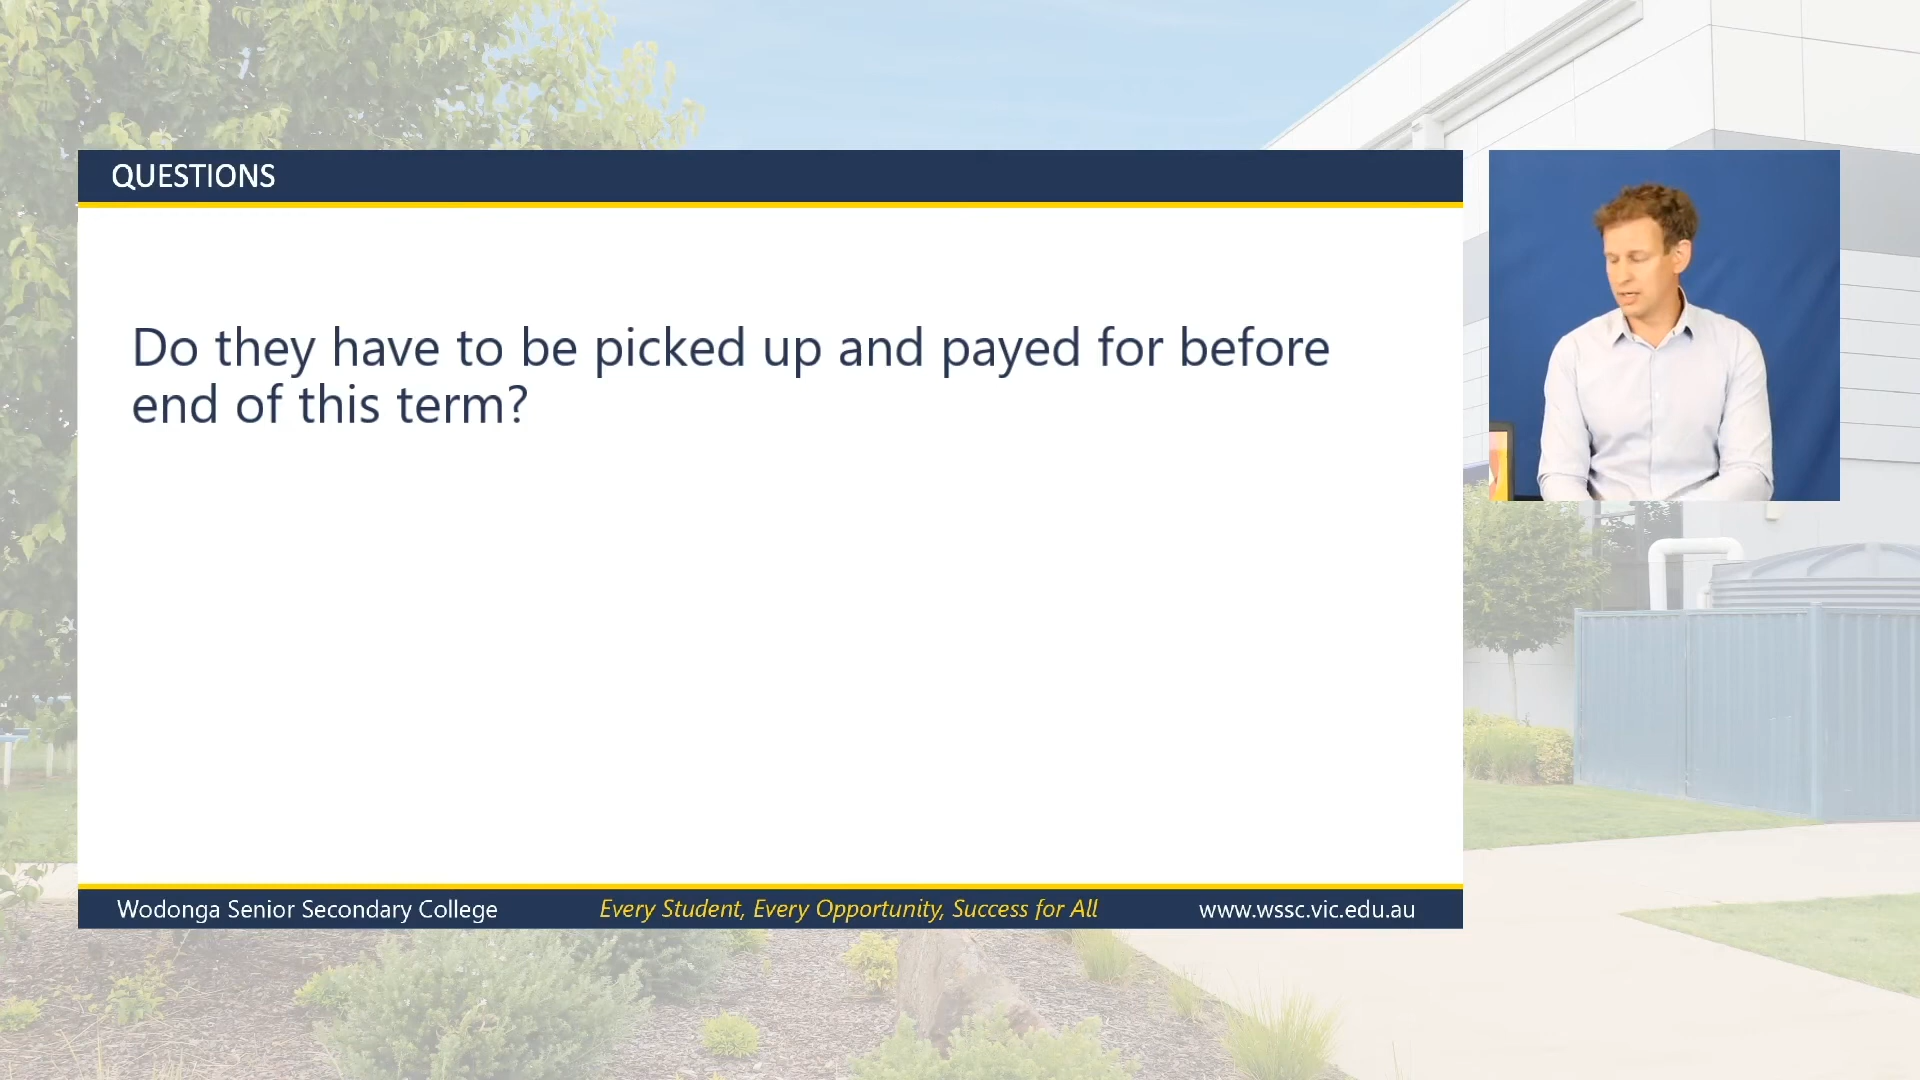 QUESTIONS
Do they have to be picked up and payed for before
end of this term?
Wodonga Senior Secondary College
Every Student, Every Opportunity, Success for All
www.wssc.vic.edu.au